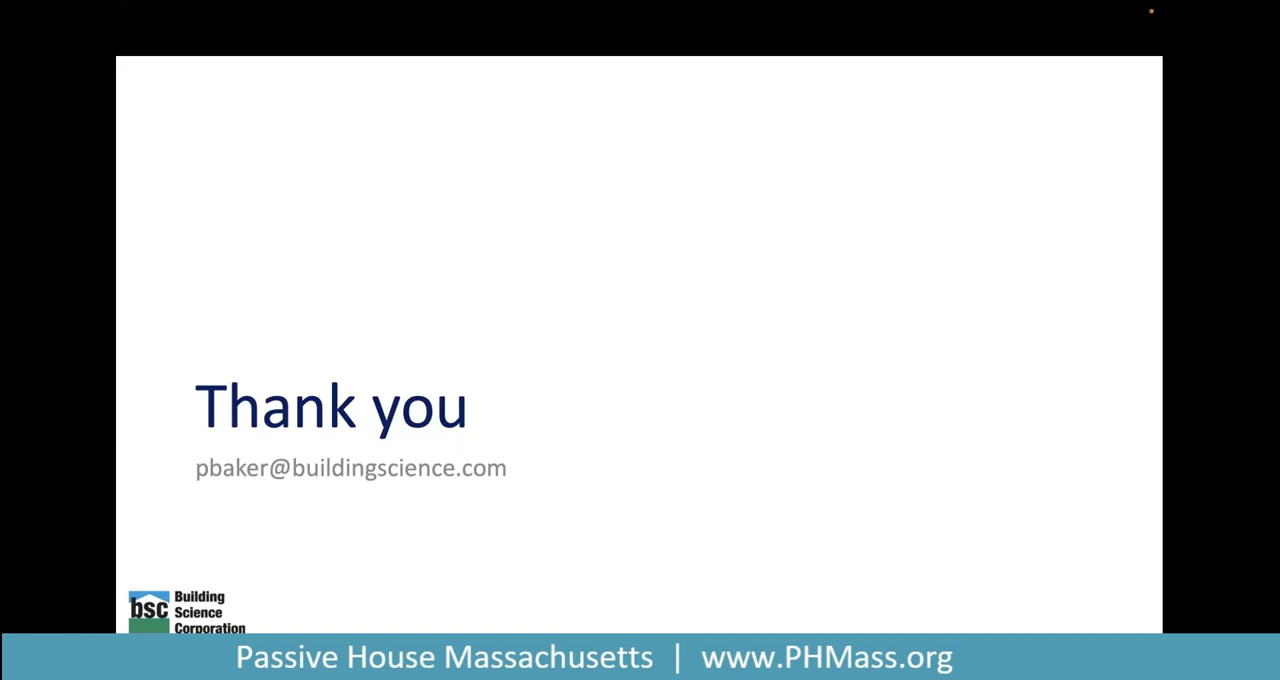 Thank you
pbaker@buildingscience.com
bsc
Building
Science
Corporation
Passive House Massachusetts | www.PHMass.org